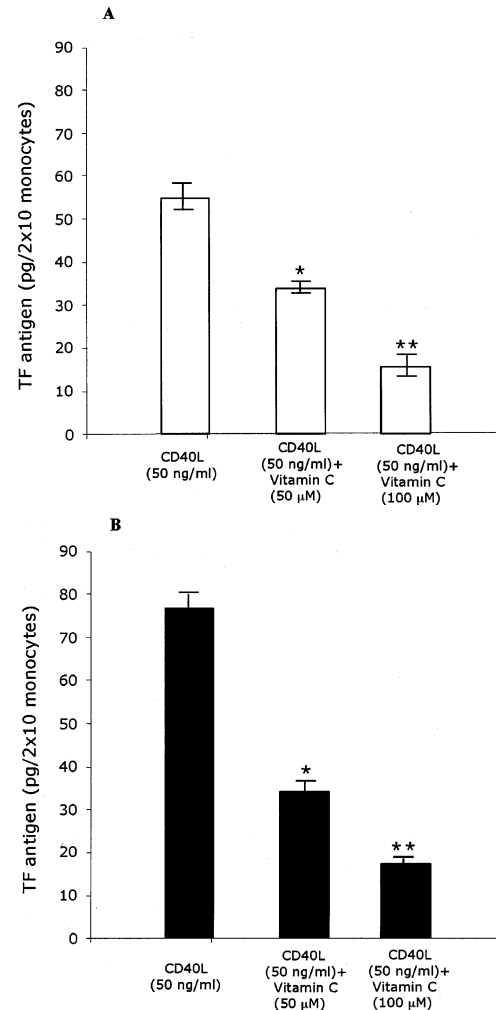 A
TF antigen (pg/2x10 monocytes)
90
80
70
60
50
40
30
20
10
0
*
**
CD40L
(50 ng/ml)
CD40L
(50 ng/ml)+
Vitamin C
(50 μM)
CD40L
(50 ng/ml)+
Vitamin C
(100 μM)
B
TF antigen (pg/2x10 monocytes)
90
80
70
60
50
40
30
20
10
0
*
**
CD40L
(50 ng/ml)
CD40L
(50 ng/ml)+
Vitamin C
(50 μM)
CD40L
(50 ng/ml)+
Vitamin C
(100 μM)